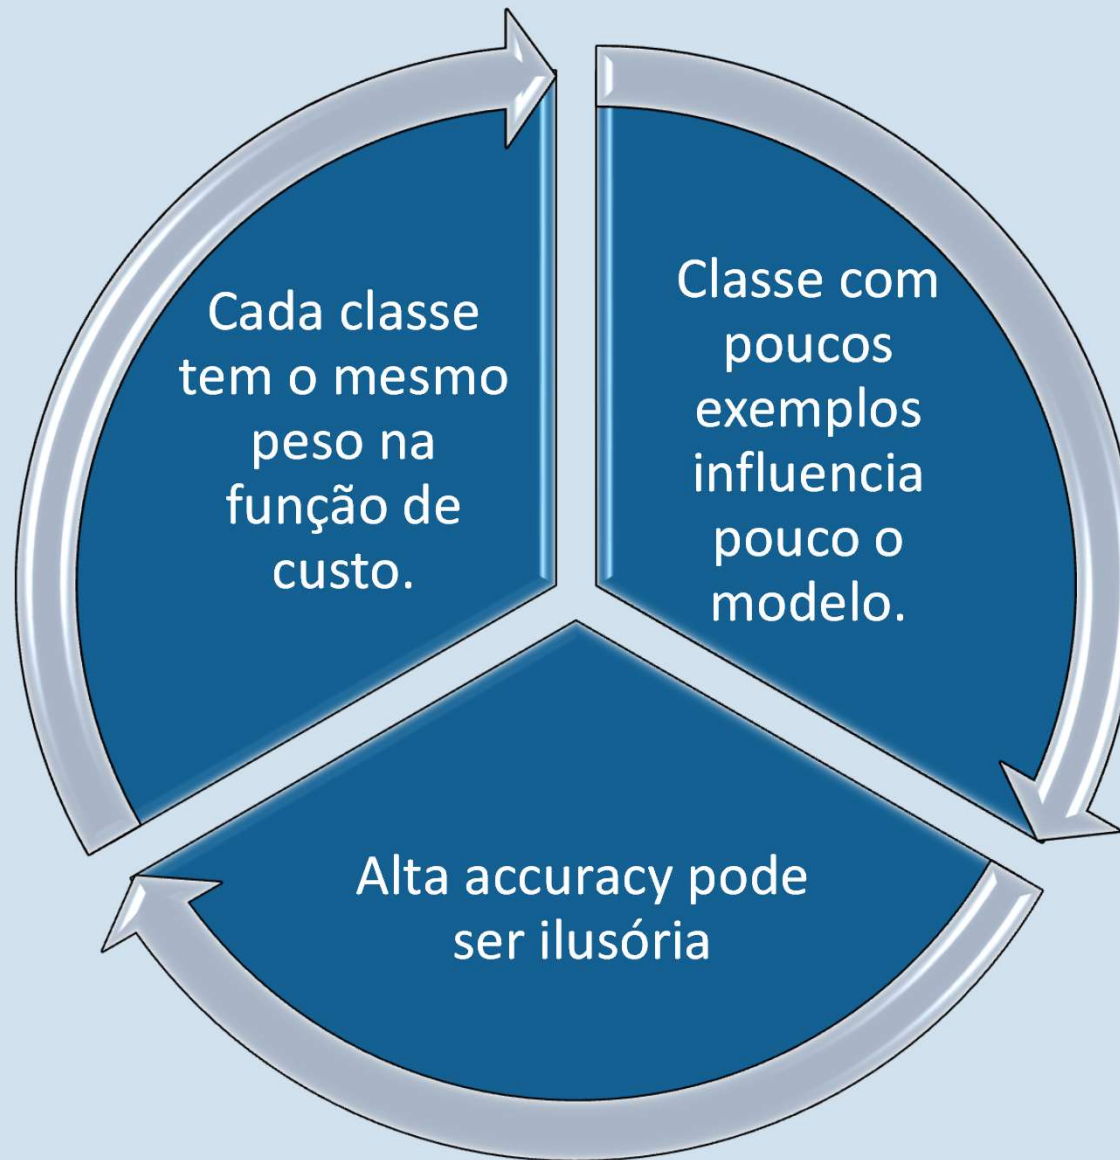 Cada classe
tem o mesmo
peso na
função de
custo.
Classe com
poucos
exemplos
influencia
pouco o
modelo.
Alta accuracy pode
ser ilusória